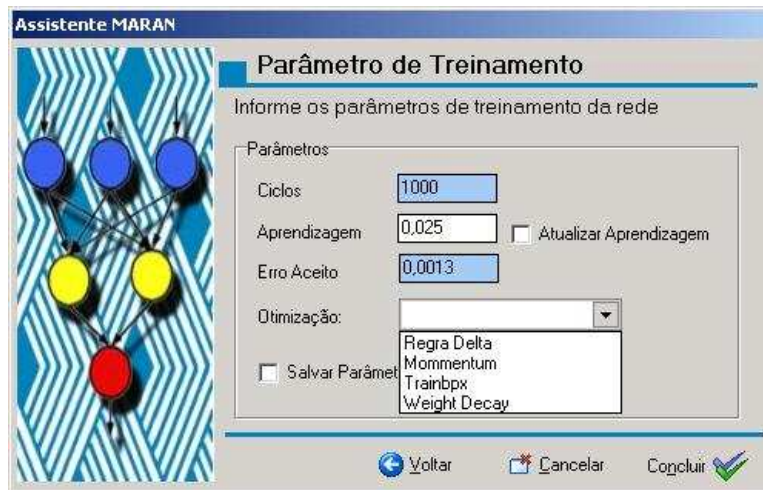 Assistente MARAN
Parâmetro de Treinamento
Informe os parâmetros de treinamento da rede
Parâmetros
Ciclos 1000
Aprendizagem 0,025 Atualizar Aprendizagem
Erro Aceito 0,0013
Otimização:
Regra Delta
Mommentum
Trainbpx
Weight Decay
Salvar Parâmet
Voltar Cancelar Concluir